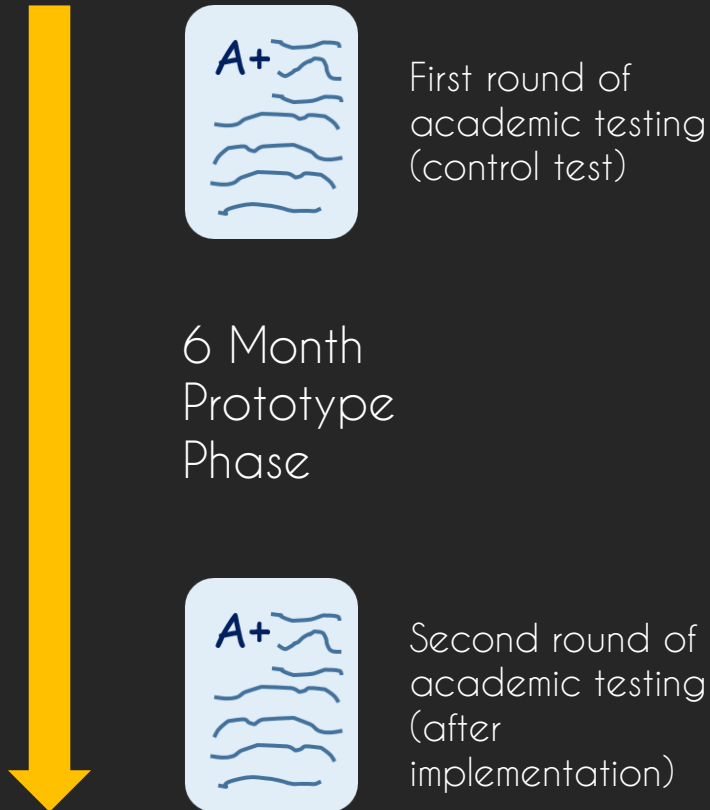 A+
First round of
academic testing
(control test)
6 Month
Prototype
Phase
A+
Second round of
academic testing
(after
implementation)